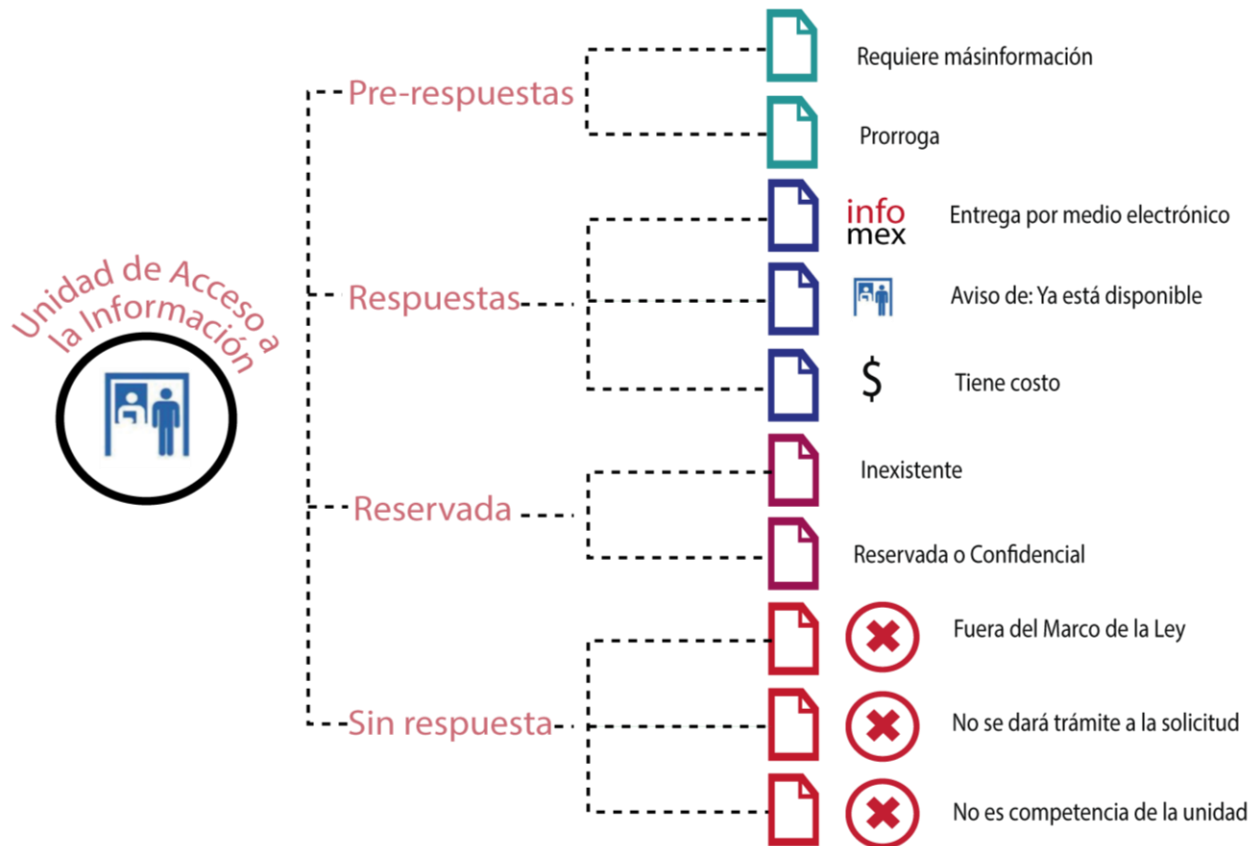 Unidad de Acceso a
la Información
Pre-respuestas
Requiere másinformación
Prorroga
Respuestas
info
mex
Entrega por medio electrónico
Aviso de: Ya está disponible
$
Tiene costo
Reservada
Inexistente
Reservada o Confidencial
Sin respuesta
Fuera del Marco de la Ley
No se dará trámite a la solicitud
No es competencia de la unidad